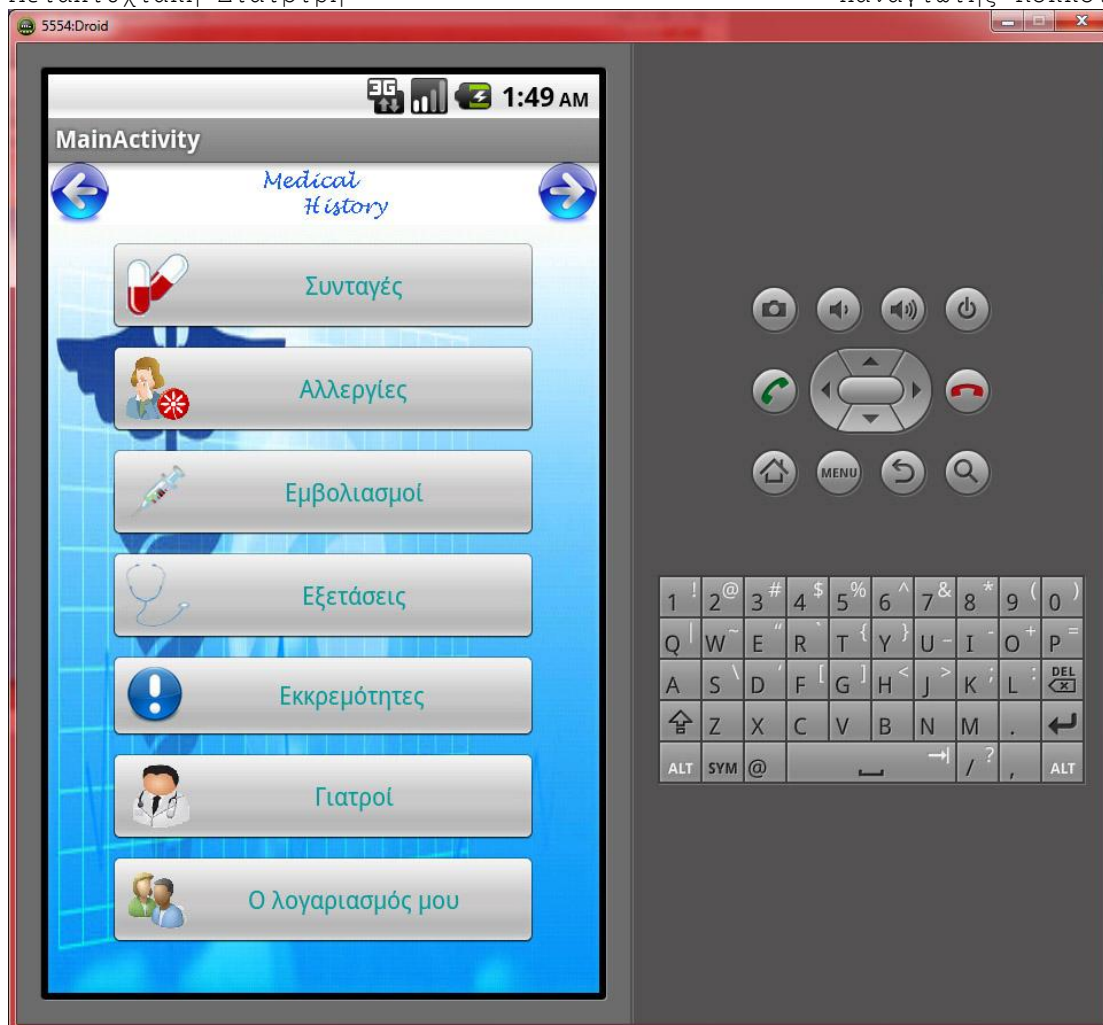 5554:Droid
3G 1:49 AM
MainActivity
Medical
History
Συνταγές
Αλλεργίες
Εμβολιασμοί
Εξετάσεις
Εκκρεμότητες
Γιατροί
Ο λογαριασμός μου
MENU
1 ! 2 @ 3 # 4 $ 5 % 6 ^ 7 & 8 * 9 ( 0 )
Q | W ~ E " R ` T { Y } U - I - O + P =
A S \ D ' F [ G ] H < J > K ; L : DEL
Z X C V B N M .
ALT SYM @ / ? , ALT